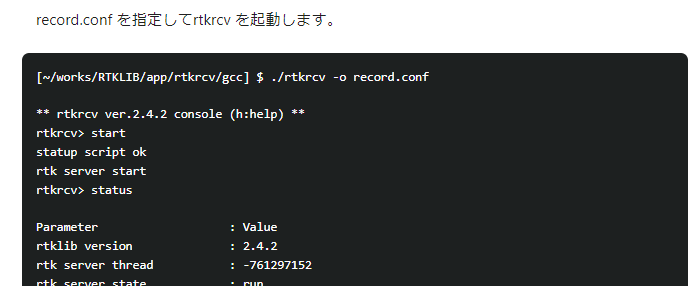 record.conf を指定してrtkrcv を起動します。
[~/works/RTKLIB/app/rtkrcv/gcc] $ ./rtkrcv -o record.conf
** rtkrcv ver.2.4.2 console (h:help) **
rtkrcv> start
statup script ok
rtk server start
rtkrcv> status
Parameter : Value
rtklib version : 2.4.2
rtk server thread : -761297152
rtk server state : run